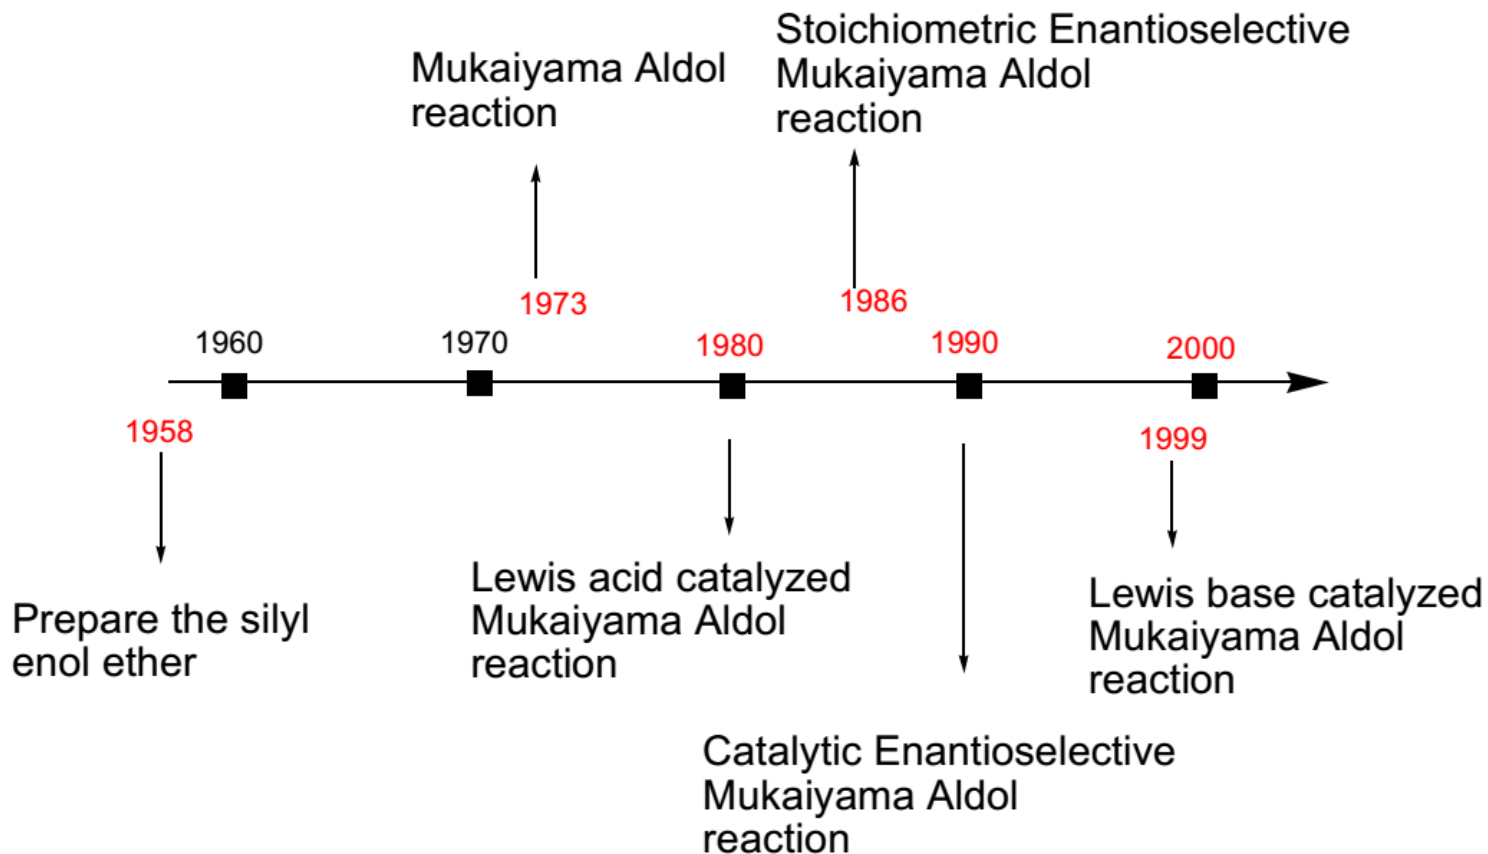 Mukaiyama Aldol
reaction
Stoichiometric Enantioselective
Mukaiyama Aldol
reaction
1973
1986
1960
1970
1980
1990
2000
1958
1999
Prepare the silyl
enol ether
Lewis acid catalyzed
Mukaiyama Aldol
reaction
Lewis base catalyzed
Mukaiyama Aldol
reaction
Catalytic Enantioselective
Mukaiyama Aldol
reaction